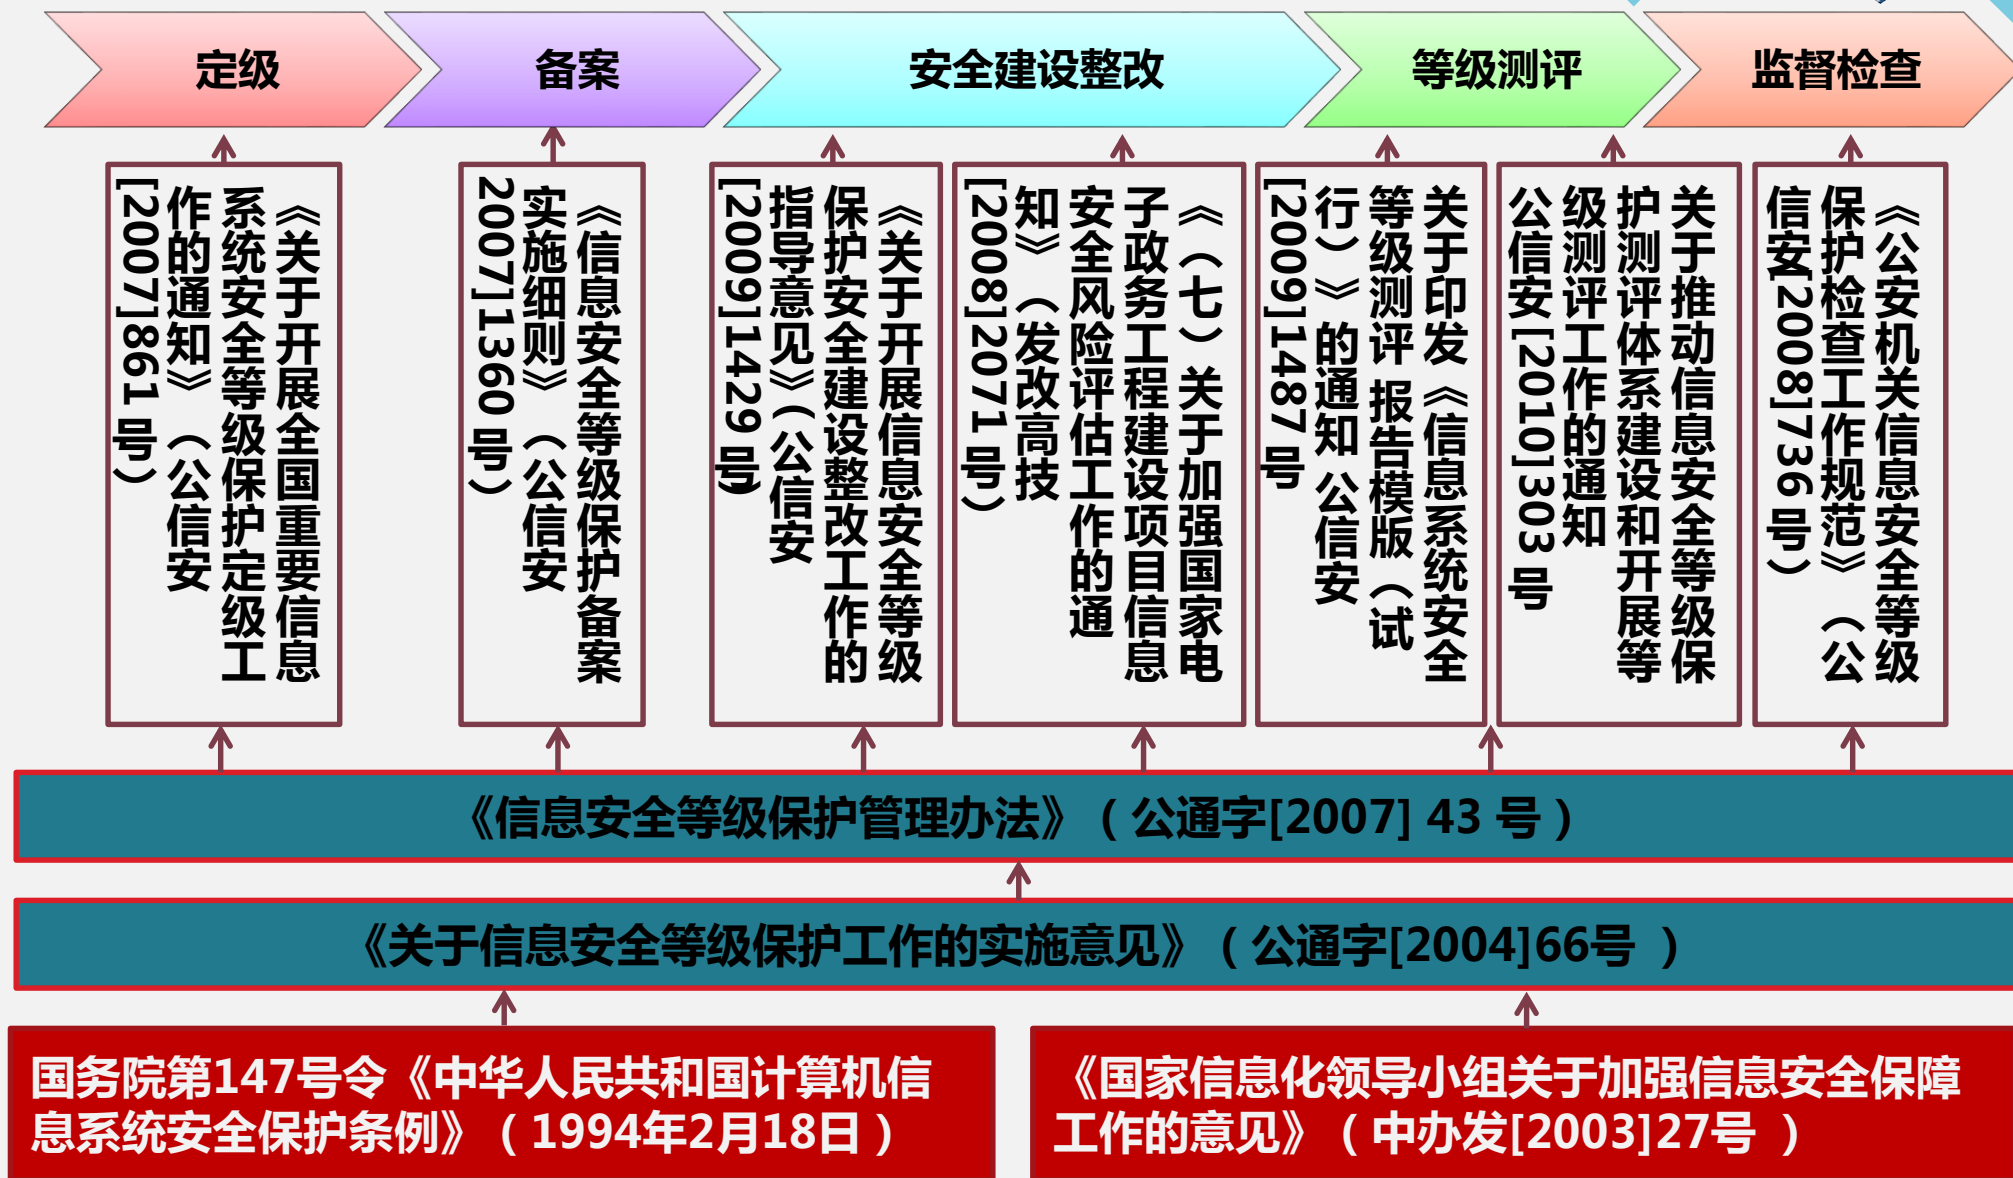 定级
备案
安全建设整改
等级测评
监督检查
《关于开展全国重要信息
系统安全等级保护定级工
作的通知》（公信安
[2007]861号）
《信息安全等级保护备案
实施细则》（公信安
2007]1360号）
《关于开展信息安全等级
保护安全建设整改工作的
指导意见》（公信安
[2009]1429号）
《（七）关于加强国家电
子政务工程建设项目信息
安全风险评估工作的通
知》（发改高技
[2008]2071号）
关于印发《信息系统安全
等级测评 报告模版（试
行）》的通知 公信安
[2009]1487号
关于推动信息安全等级保
护测评体系建设和开展等
级测评工作的通知
公信安[2010]303号
《公安机关信息安全等级
保护检查工作规范》（公
信安[2008]736号）
《信息安全等级保护管理办法》（公通字[2007] 43 号）
《关于信息安全等级保护工作的实施意见》（公通字[2004]66号 ）
国务院第147号令《中华人民共和国计算机信
息系统安全保护条例》（1994年2月18日）
《国家信息化领导小组关于加强信息安全保障
工作的意见》（中办发[2003]27号 ）